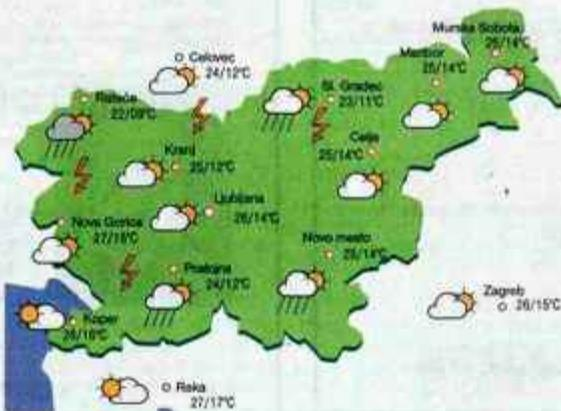 Murska Sobota
25/14°C
Maribor
25/14°C
Celovec
24/12°C
Sl. Gradec
23/11°C
Rateče
22/09°C
Celje
25/14°C
Kranj
25/12°C
Ljubljana
26/14°C
Nova Gorica
27/16°C
Novo mesto
25/14°C
Postojna
24/12°C
Zagreb
26/15°C
Koper
26/18°C
Reka
27/17°C